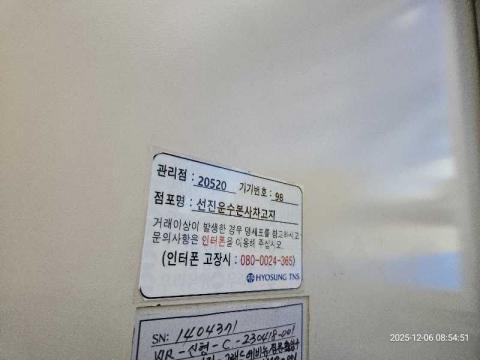 관리점 : 20520 기기번호 : 98
점포명 : 선진운수본사차고지
거래이상이 발생한 경우 명세표를 참고하시고
문의사항은 인터폰을 이용해 주십시오.
(인터폰 고장시 : 080-0024-365)
HYOSUNG TNS
SN: 1404371
-C-230418-001
2025-12-06 08:54:51